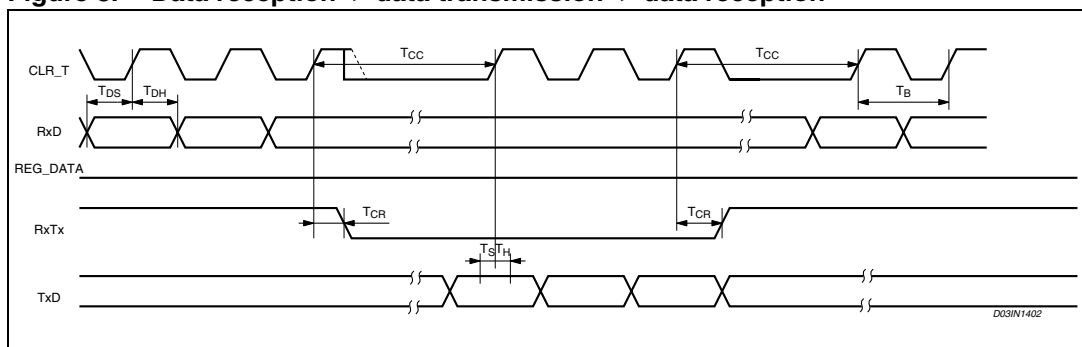 Figure 8. Data reception -> data transmission -> data reception
CLR_T
TCC
TCC
TDS
TDH
TB
RxD
REG_DATA
TCR
TCR
RxTx
TS
TH
TxD
D03IN1402